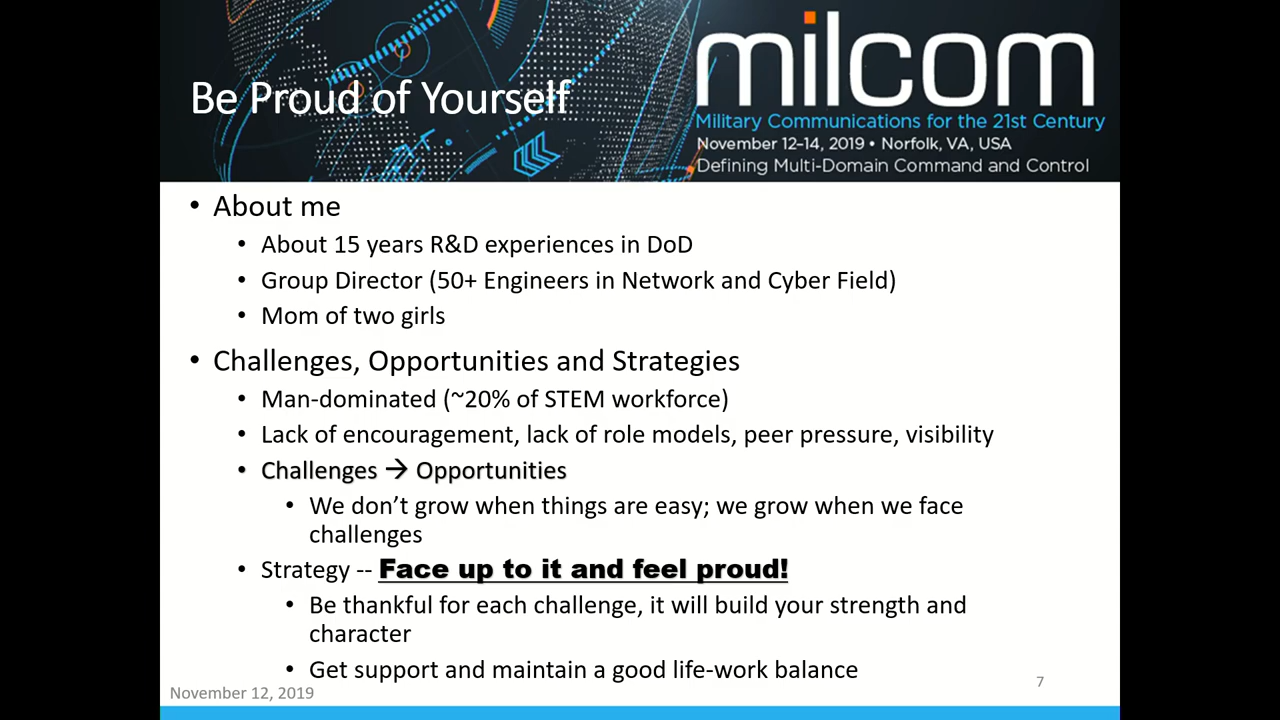 Be Proud of Yourself
milcom
Military Communications for the 21st Century
November 12-14, 2019 • Norfolk, VA, USA
Defining Multi-Domain Command and Control
• About me
• About 15 years R&D experiences in DoD
• Group Director (50+ Engineers in Network and Cyber Field)
• Mom of two girls
• Challenges, Opportunities and Strategies
• Man-dominated (~20% of STEM workforce)
• Lack of encouragement, lack of role models, peer pressure, visibility
• Challenges → Opportunities
• We don’t grow when things are easy; we grow when we face
challenges
• Strategy -- Face up to it and feel proud!
• Be thankful for each challenge, it will build your strength and
character
• Get support and maintain a good life-work balance
November 12, 2019
7